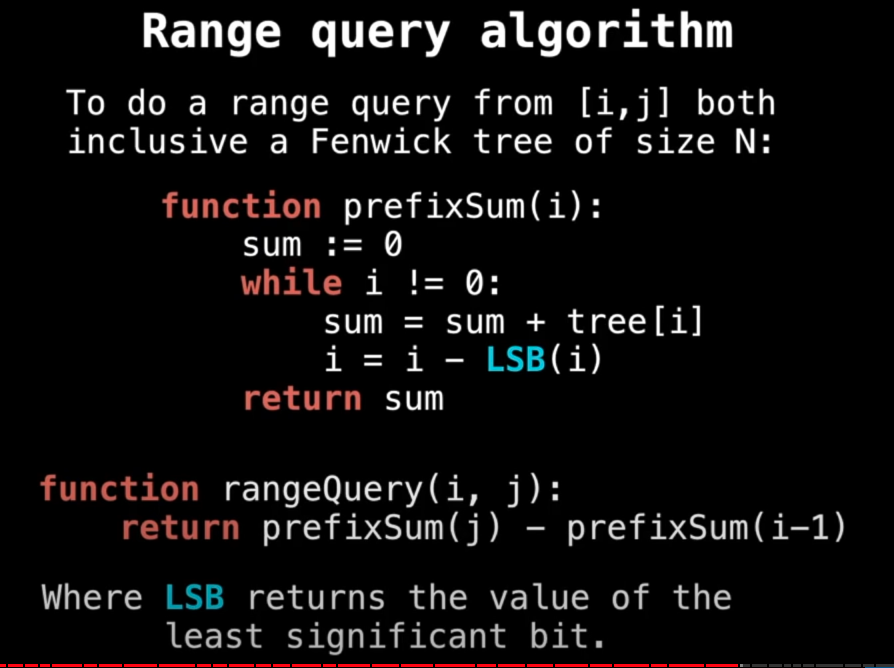 Range query algorithm
To do a range query from [i,j] both
inclusive a Fenwick tree of size N:
function prefixSum(i):
sum := 0
while i != 0:
sum = sum + tree[i]
i = i − LSB(i)
return sum
function rangeQuery(i, j):
return prefixSum(j) − prefixSum(i−1)
Where LSB returns the value of the
least significant bit.